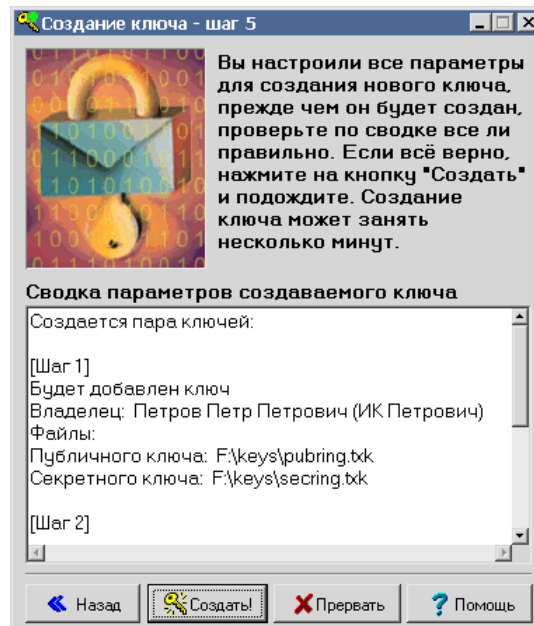 Создание ключа - шаг 5
Вы настроили все параметры
для создания нового ключа,
прежде чем он будет создан,
проверьте по сводке все ли
правильно. Если всё верно,
нажмите на кнопку "Создать"
и подождите. Создание
ключа может занять
несколько минут.
Сводка параметров создаваемого ключа
Создается пара ключей:
[Шаг 1]
Будет добавлен ключ
Владелец: Петров Петр Петрович (ИК Петрович)
Файлы:
Публичного ключа: F:\keys\pubring.txk
Секретного ключа: F:\keys\secring.txk
[Шаг 2]
Назад
Создать!
Прервать
Помощь